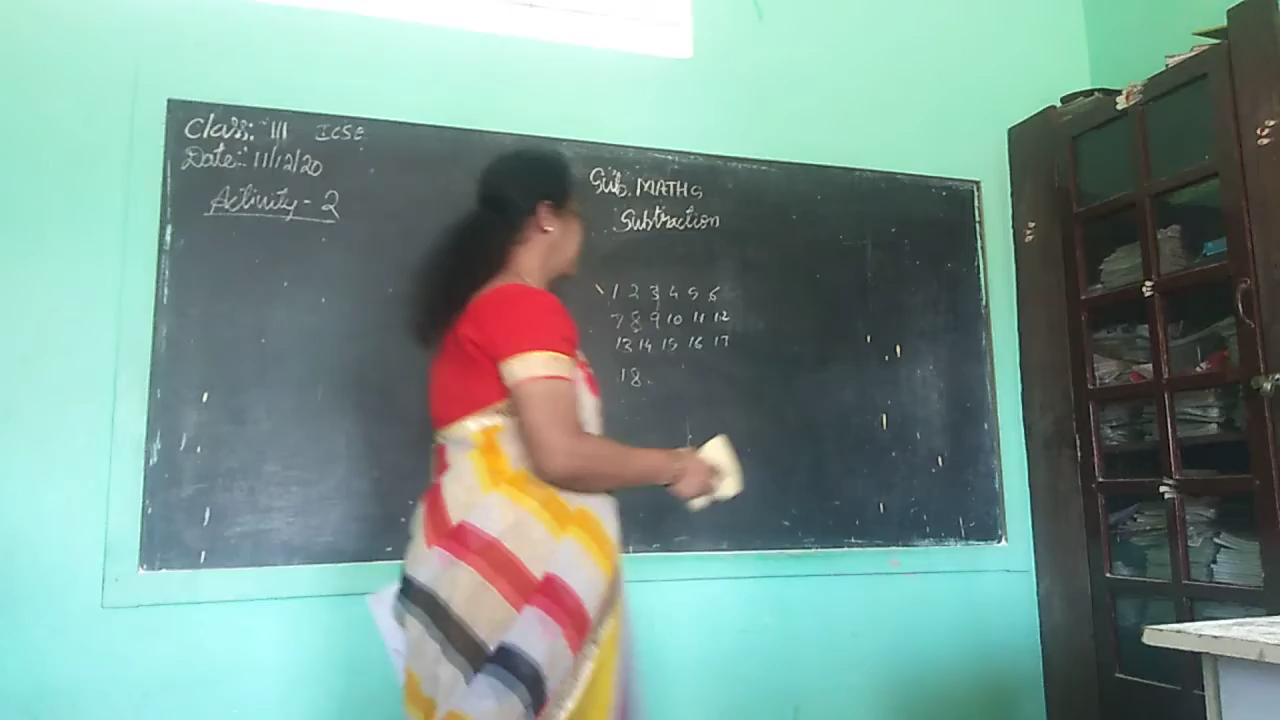 Class: III ICSE
Date: 11/12/20
Activity - 2
Sub. MATHS
Subtraction
1 2 3 4 5 6
7 8 9 10 11 12
13 14 15 16 17
18.